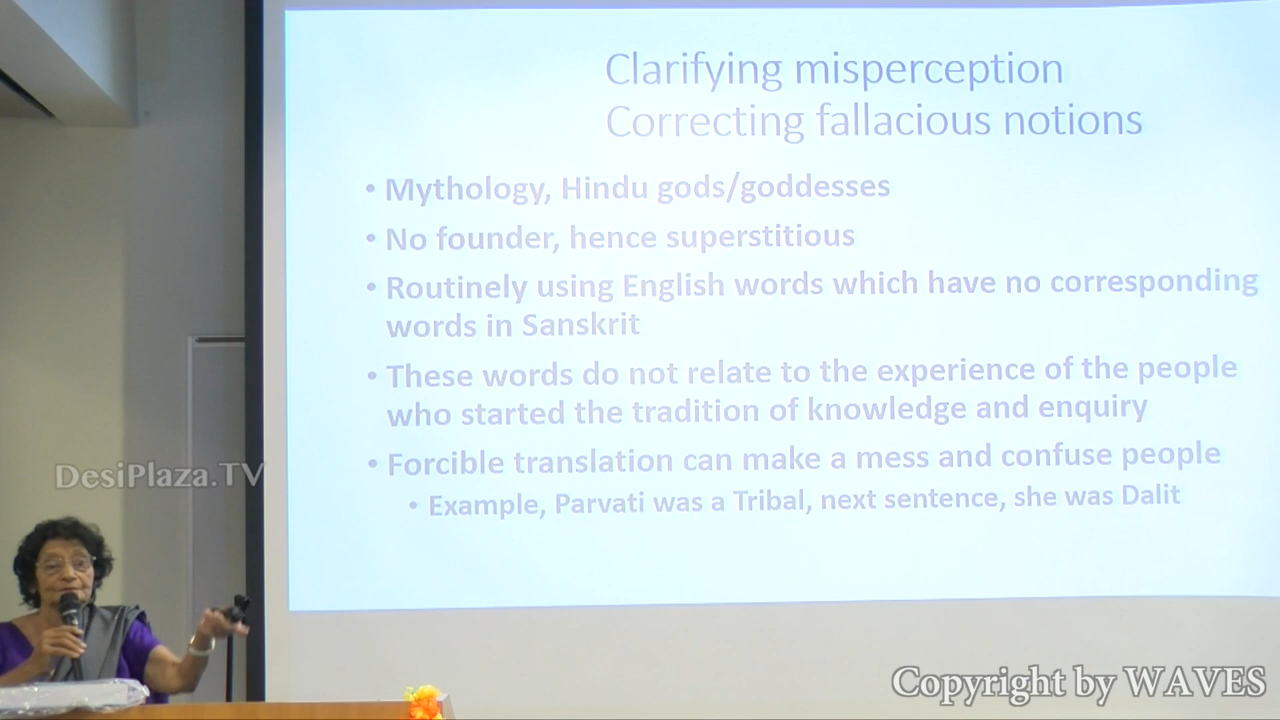 Clarifying misperception
Correcting fallacious notions
• Mythology, Hindu gods/goddesses
• No founder, hence superstitious
• Routinely using English words which have no corresponding
words in Sanskrit
• These words do not relate to the experience of the people
who started the tradition of knowledge and enquiry
• Forcible translation can make a mess and confuse people
• Example, Parvati was a Tribal, next sentence, she was Dalit
DesiPlaza.TV
Copyright by WAVES